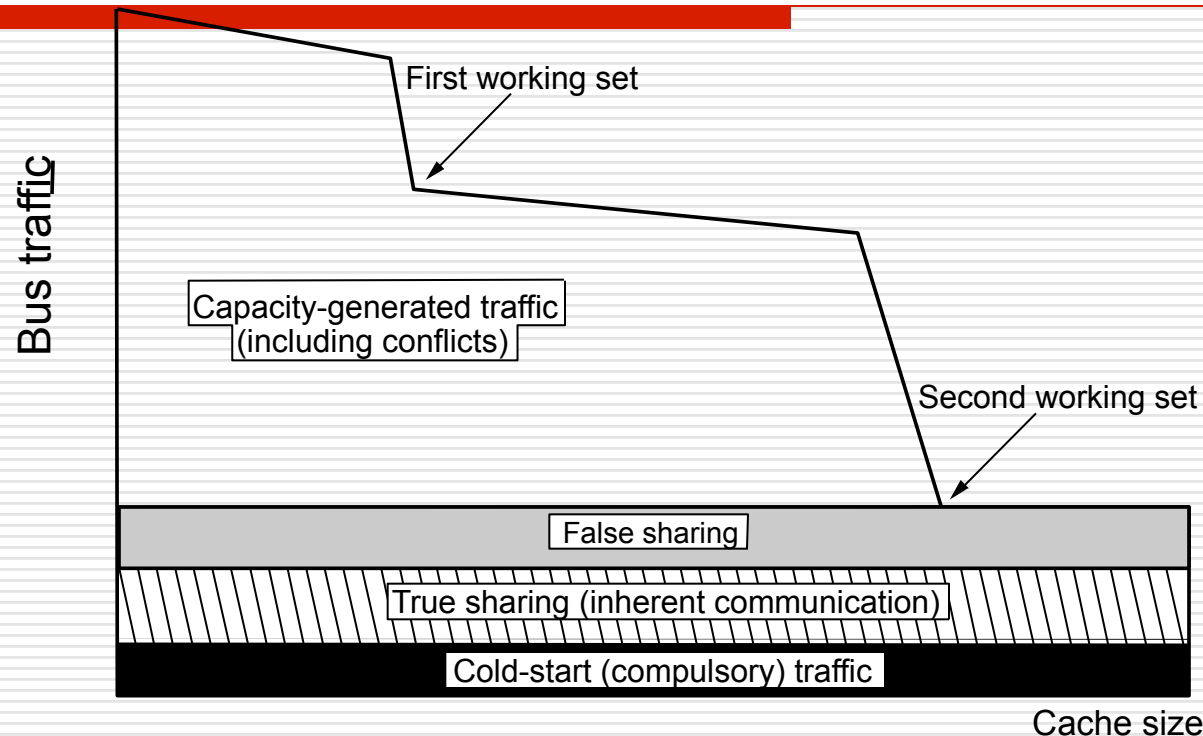 First working set
Bus traffic
Capacity-generated traffic
(including conflicts)
Second working set
False sharing
True sharing (inherent communication)
Cold-start (compulsory) traffic
Cache size